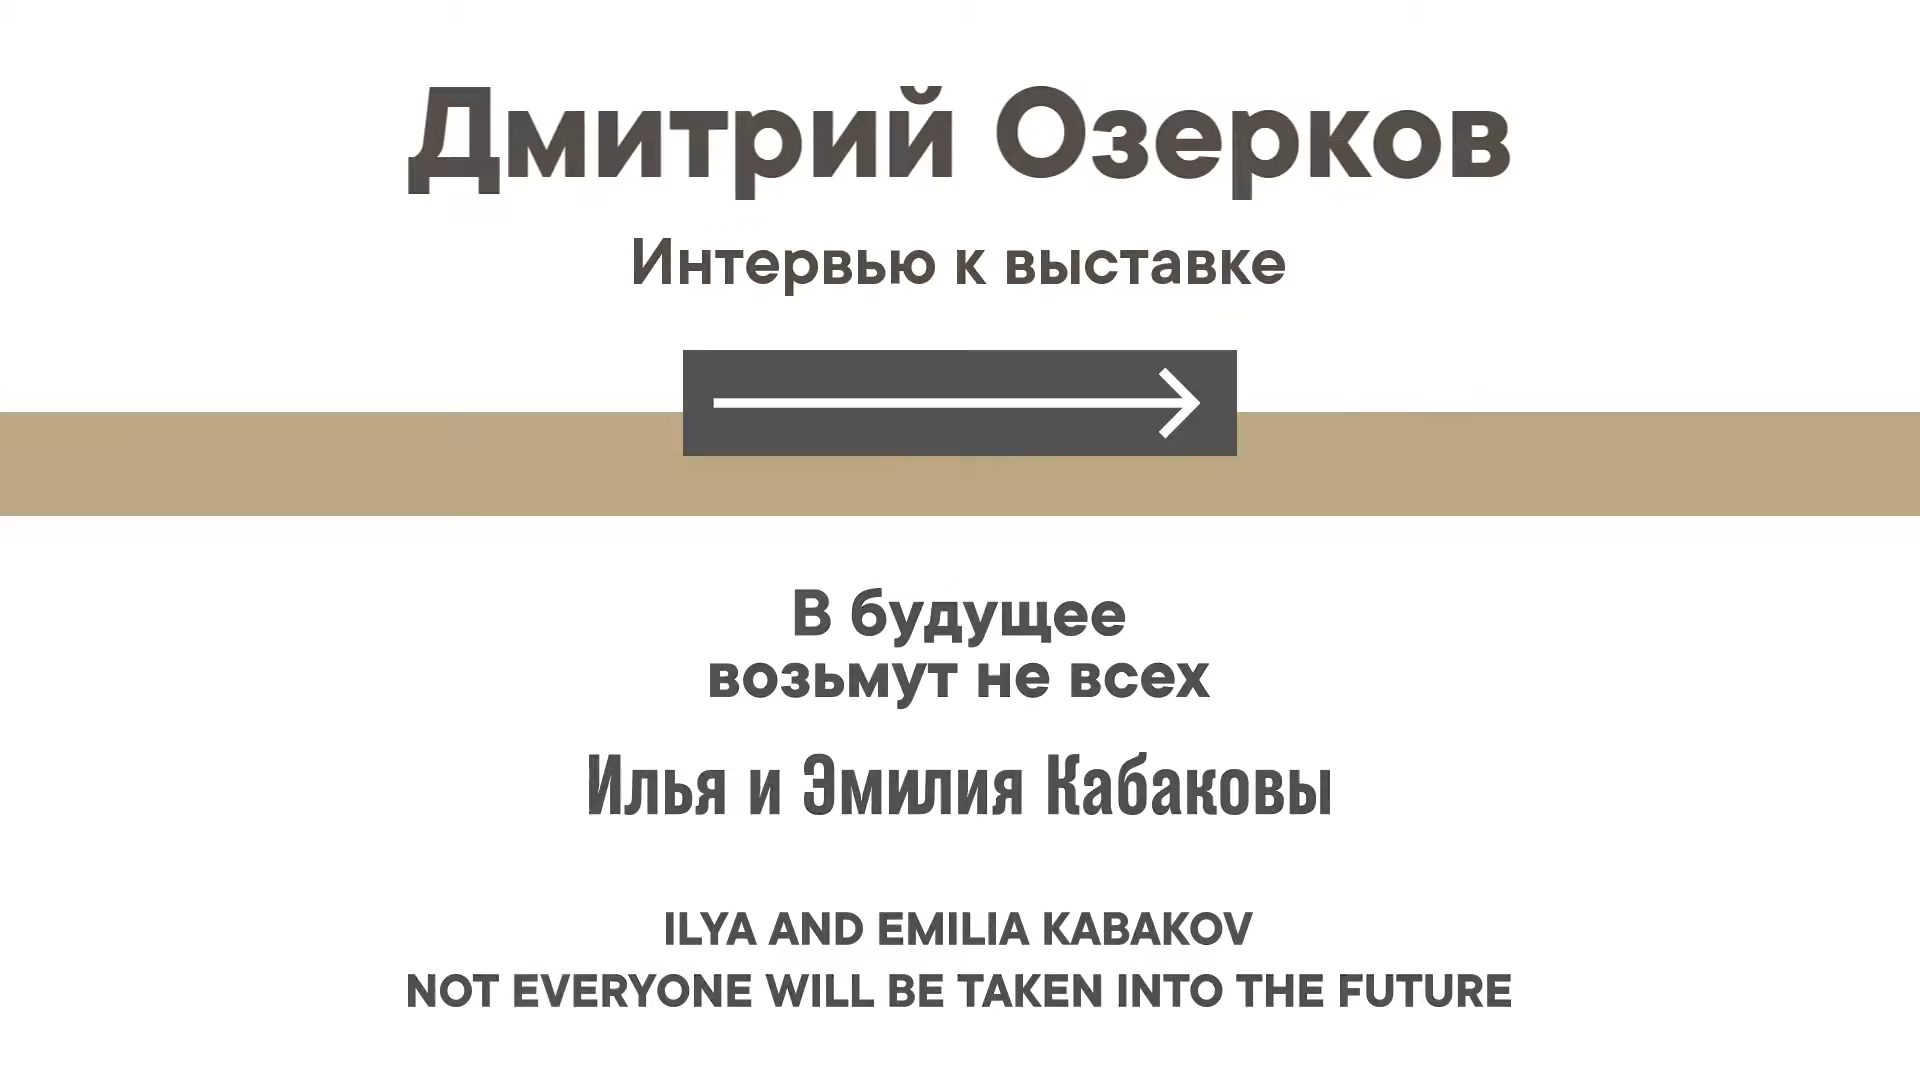 Дмитрий Озерков
Интервью к выставке
В будущее
возьмут не всех
Илья и Эмилия Кабаковы
ILYA AND EMILIA KABAKOV
NOT EVERYONE WILL BE TAKEN INTO THE FUTURE